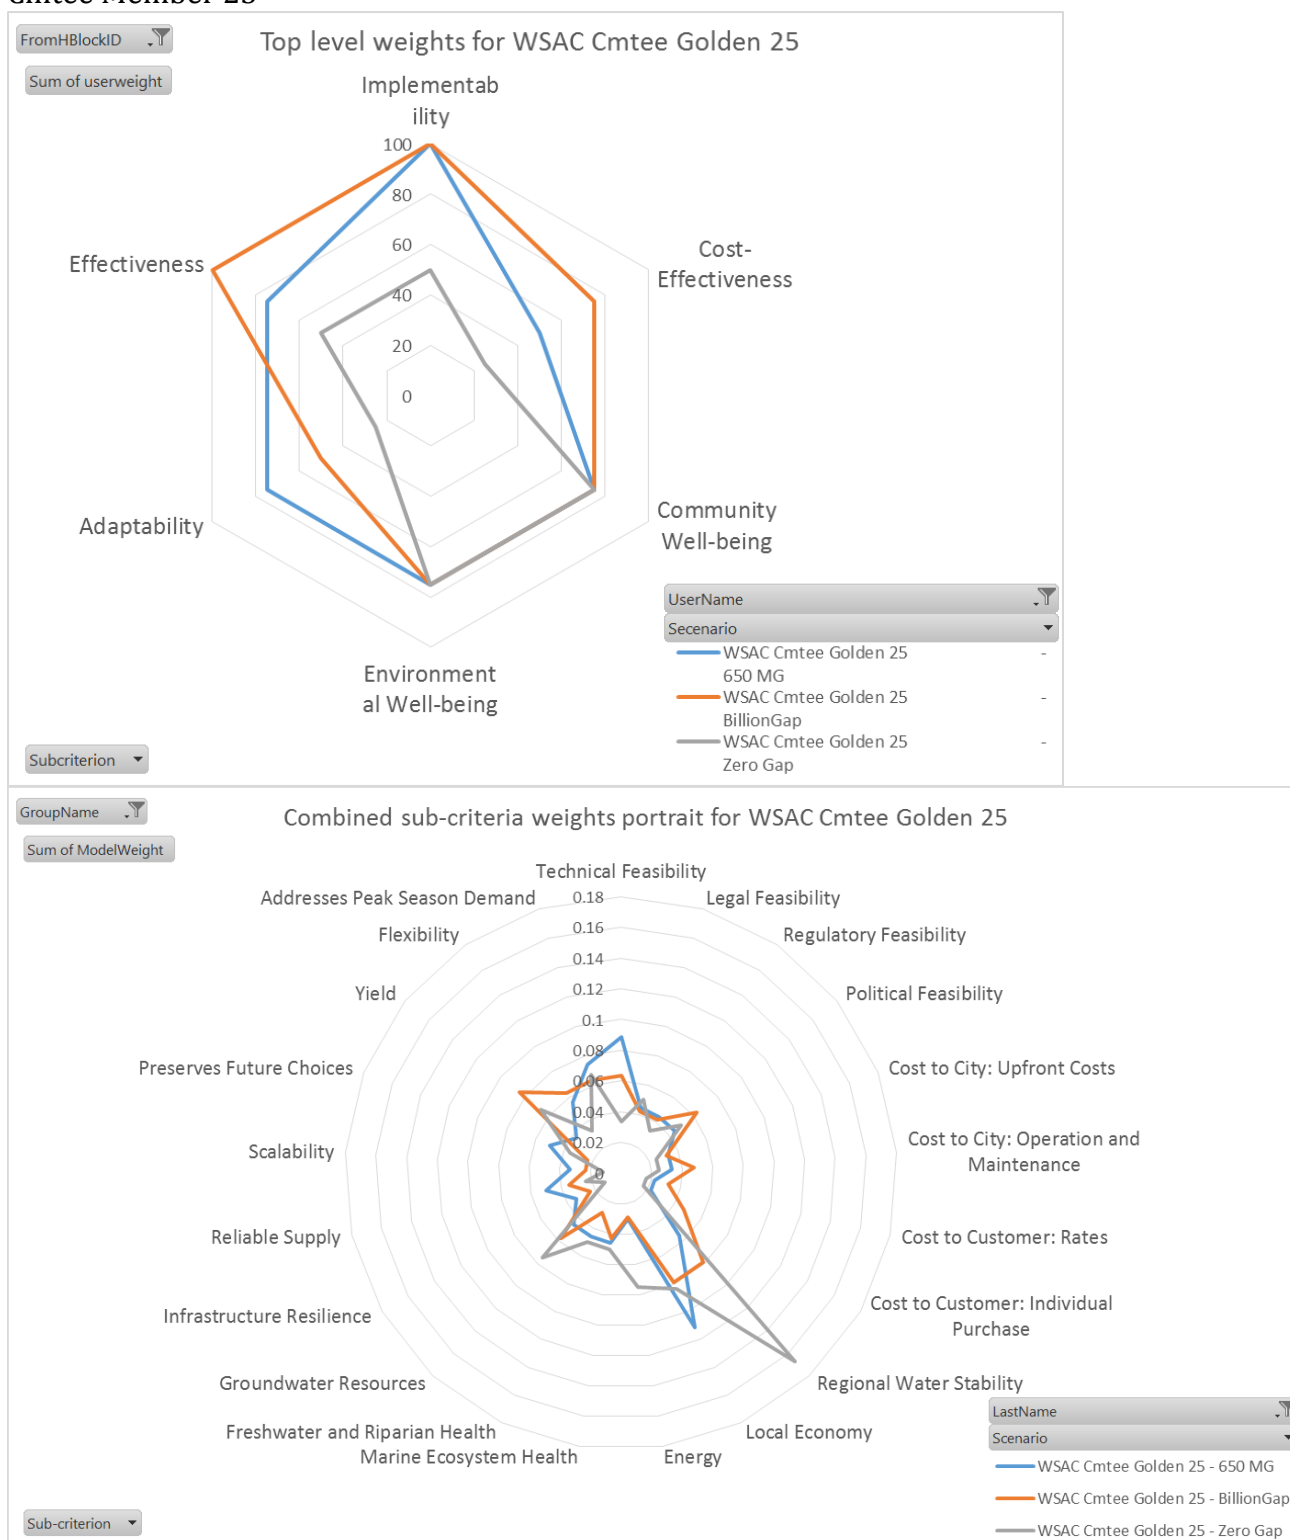 FromHBlockID
Top level weights for WSAC Cmtee Golden 25
Sum of userweight
Implementab
ility
100
80
60
40
20
0
Cost-
Effectiveness
Effectiveness
Adaptability
Community
Well-being
Environment
al Well-being
UserName
Secenario
WSAC Cmtee Golden 25 -
650 MG
WSAC Cmtee Golden 25 -
BillionGap
WSAC Cmtee Golden 25 -
Zero Gap
Subcriterion
GroupName
Combined sub-criteria weights portrait for WSAC Cmtee Golden 25
Sum of ModelWeight
Technical Feasibility
Addresses Peak Season Demand
0.18
Legal Feasibility
0.16
Flexibility
Regulatory Feasibility
0.14
0.12
Yield
Political Feasibility
0.1
0.08
Preserves Future Choices
Cost to City: Upfront Costs
0.06
0.04
0.02
Scalability
Cost to City: Operation and
Maintenance
0
Reliable Supply
Cost to Customer: Rates
Infrastructure Resilience
Cost to Customer: Individual
Purchase
Groundwater Resources
Regional Water Stability
Freshwater and Riparian Health
Local Economy
Marine Ecosystem Health
Energy
LastName
Scenario
WSAC Cmtee Golden 25 - 650 MG
WSAC Cmtee Golden 25 - BillionGap
WSAC Cmtee Golden 25 - Zero Gap
Sub-criterion